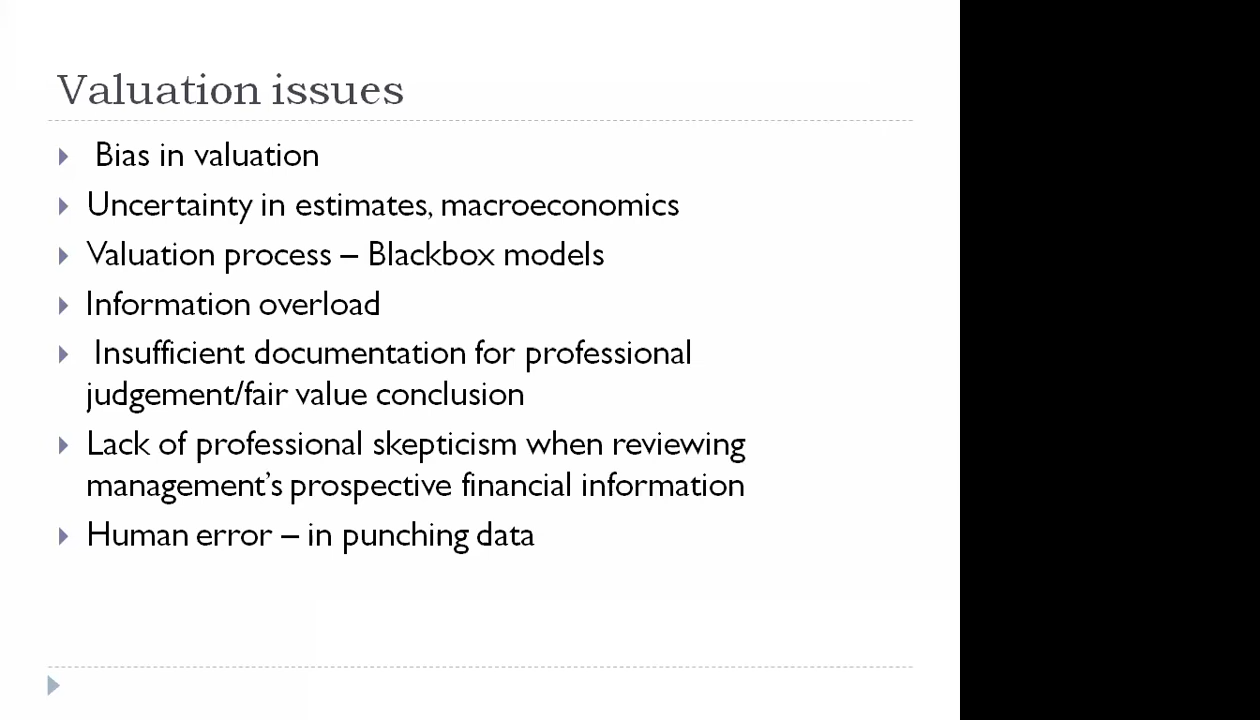 Valuation issues
Bias in valuation
Uncertainty in estimates, macroeconomics
Valuation process – Blackbox models
Information overload
Insufficient documentation for professional
judgement/fair value conclusion
Lack of professional skepticism when reviewing
management’s prospective financial information
Human error – in punching data